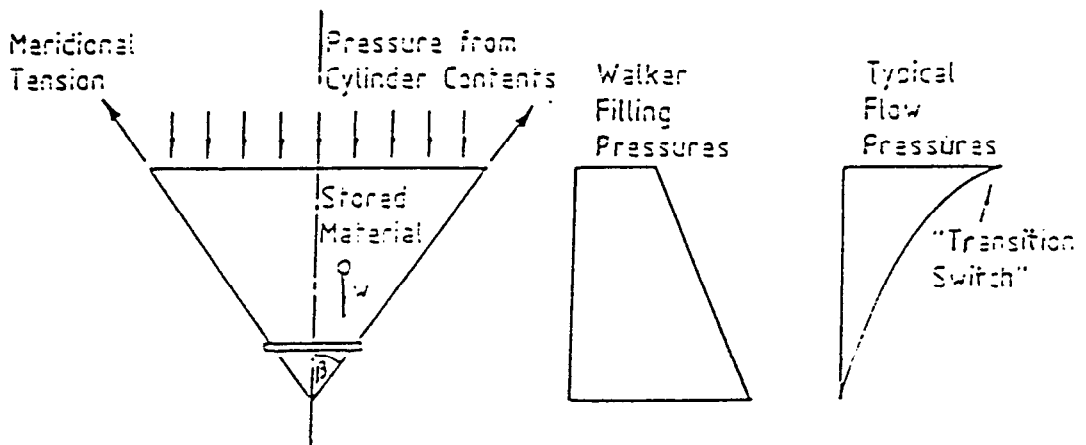 Meridional
Tension
Pressure from
Cylinder Contents
Stored
Material
W
β
Walker
Filling
Pressures
Typical
Flow
Pressures
"Transition
Switch"